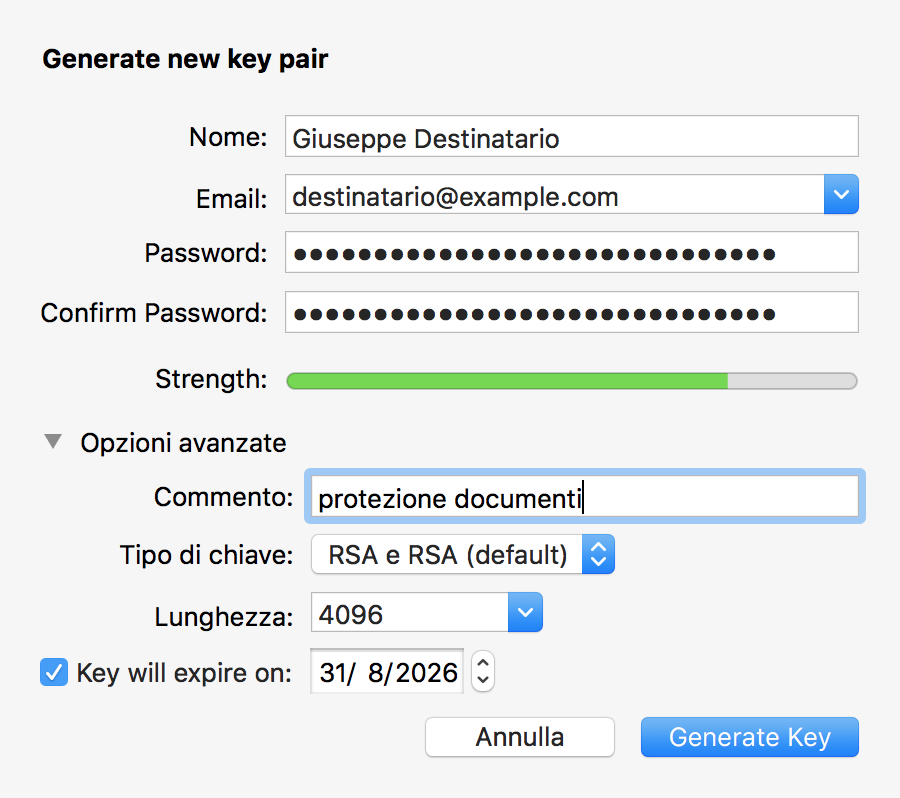 Generate new key pair
Nome: Giuseppe Destinatario
Email: destinatario@example.com
Password: ●●●●●●●●●●●●●●●●●●●●●●●●●●●●●●
Confirm Password: ●●●●●●●●●●●●●●●●●●●●●●●●●●●●●●
Strength:
Opzioni avanzate
Commento: protezione documenti
Tipo di chiave: RSA e RSA (default)
Lunghezza: 4096
Key will expire on: 31/ 8/2026
Annulla Generate Key